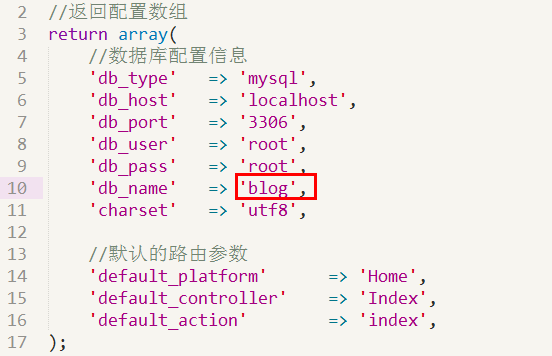 2 //返回配置数组
3 return array(
4 //数据库配置信息
5 'db_type' => 'mysql',
6 'db_host' => 'localhost',
7 'db_port' => '3306',
8 'db_user' => 'root',
9 'db_pass' => 'root',
10 'db_name' => 'blog',
11 'charset' => 'utf8',
12
13 //默认的路由参数
14 'default_platform' => 'Home',
15 'default_controller' => 'Index',
16 'default_action' => 'index',
17 );